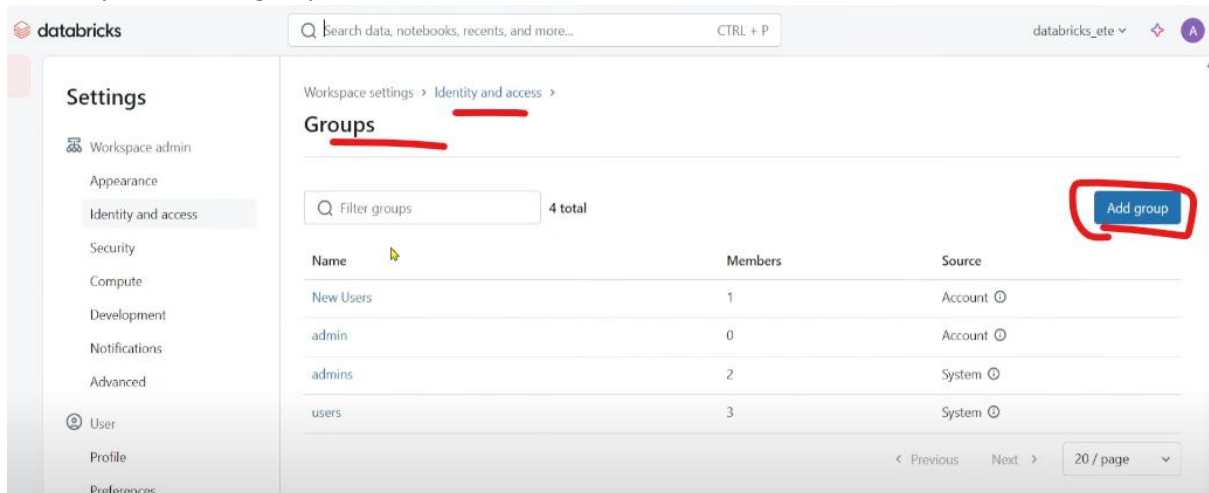 databricks
Search data, notebooks, recents, and more...
CTRL + P
databricks_ete
A
Settings
Workspace admin
Appearance
Identity and access
Security
Compute
Development
Notifications
Advanced
User
Profile
Preferences
Workspace settings > Identity and access >
Groups
Filter groups
4 total
Add group
Name Members Source
New Users 1 Account
admin 0 Account
admins 2 System
users 3 System
< Previous Next > 20 / page